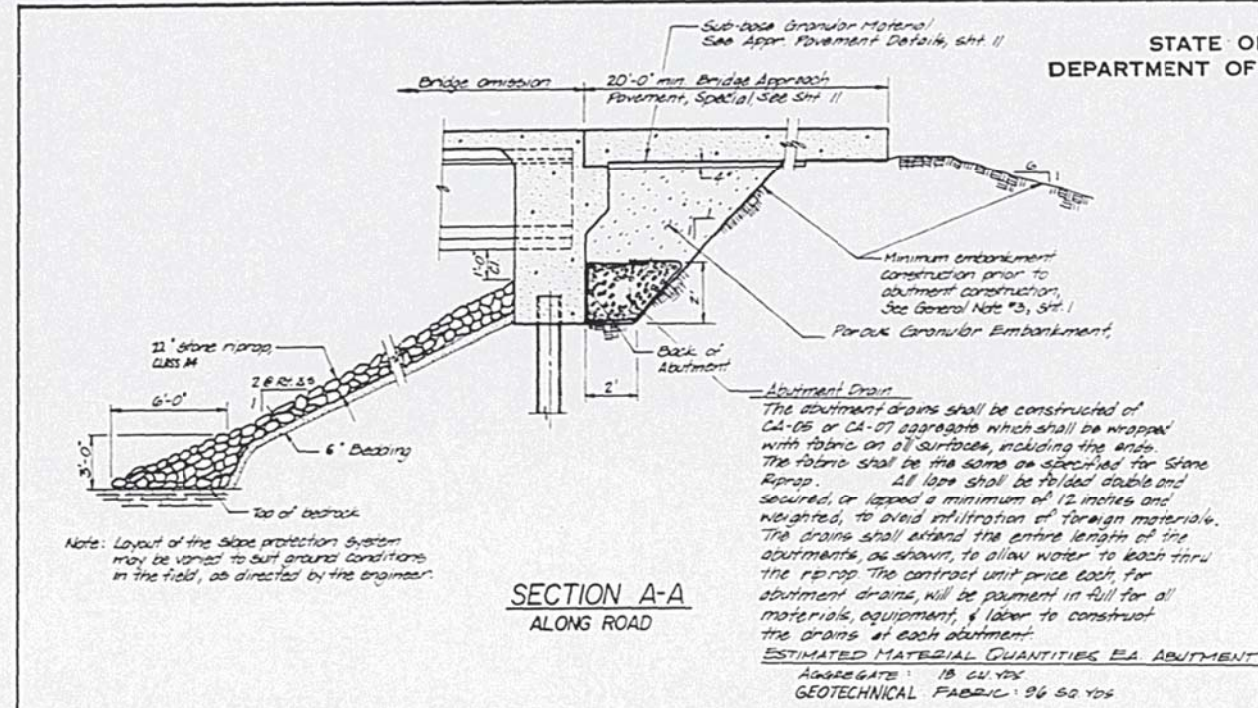 Sub-base Granular Material
See Appr. Pavement Details, sht. 11
STATE OF
DEPARTMENT OF
Bridge omission
20'-0" min. Bridge Approach
Pavement, Special, See Sht 11
6
1
4"
1
1
1'-0"
2'
Minimum embankment
construction prior to
abutment construction,
See General Note #3, Sht. 1
Porous Granular Embankment,
Back of
Abutment
2'
22" stone riprap,
CLASS A4
2 @ Rt. L's
1
6'-0"
3'-0"
6" Bedding
Top of bedrock
Note: Layout of the slope protection system
may be varied to suit ground conditions
in the field, as directed by the engineer.
SECTION A-A
ALONG ROAD
Abutment Drain
The abutment drains shall be constructed of
CA-05 or CA-07 aggregate which shall be wrapped
with fabric on all surfaces, including the ends.
The fabric shall be the same as specified for Stone
Riprap. All laps shall be folded double and
secured, or lapped a minimum of 12 inches and
weighted, to avoid infiltration of foreign materials.
The drains shall extend the entire length of the
abutments, as shown, to allow water to leach thru
the riprap. The contract unit price each, for
abutment drains, will be payment in full for all
materials, equipment, & labor to construct
the drains at each abutment.
ESTIMATED MATERIAL QUANTITIES EA. ABUTMENT
AGGREGATE: 18 CU. YDS
GEOTECHNICAL FABRIC: 96 SQ. YDS